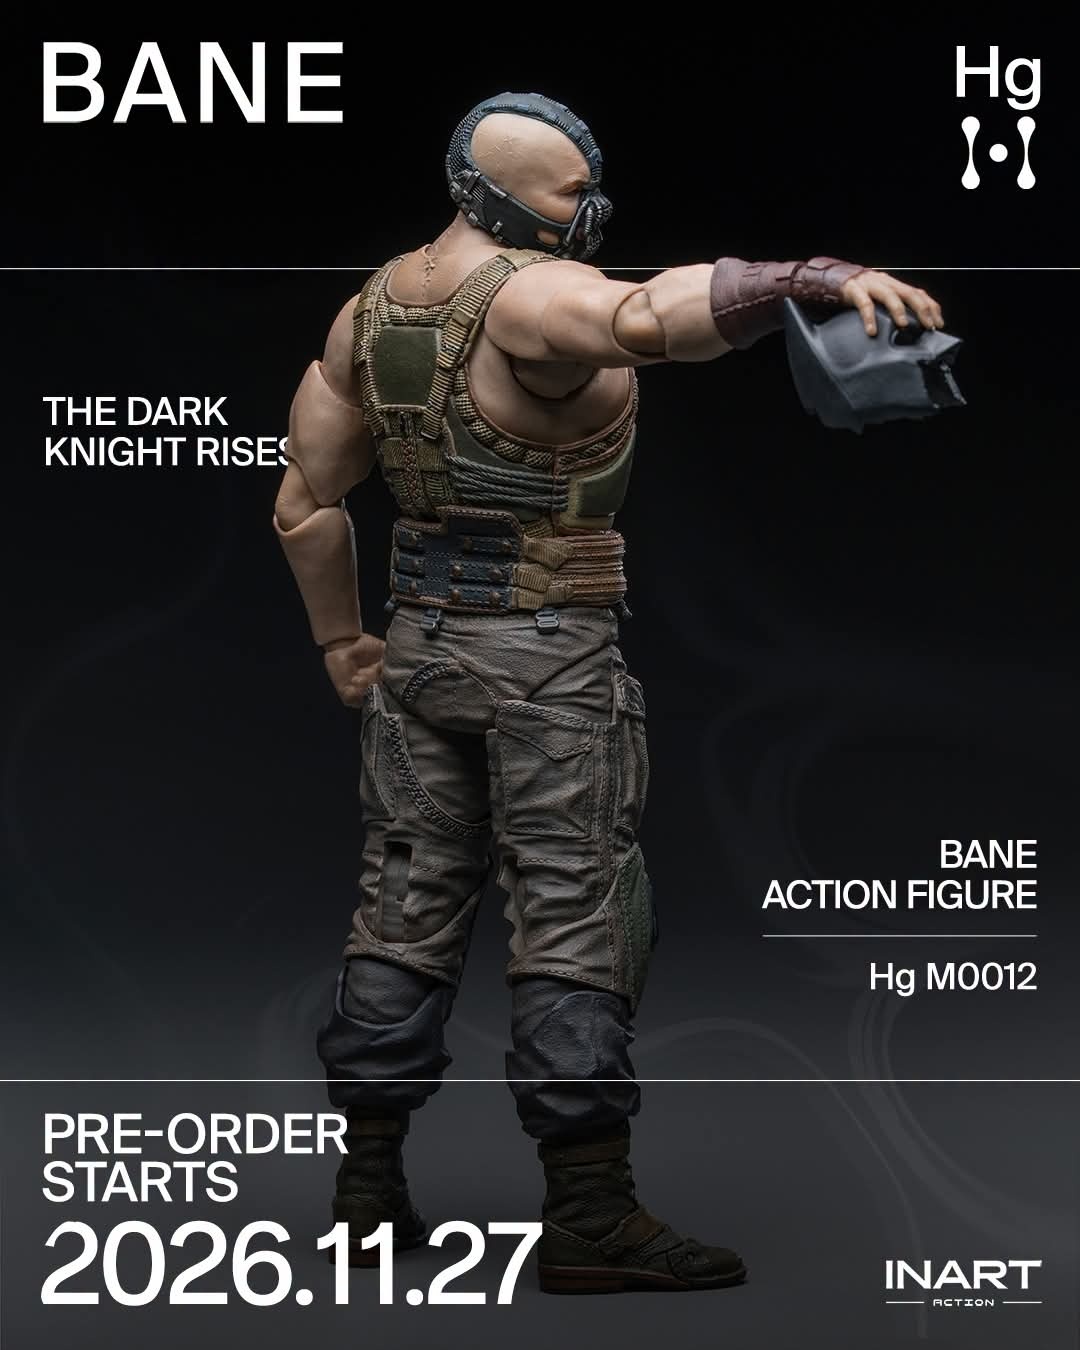 BANE
Hg
THE DARK
KNIGHT RISES
BANE
ACTION FIGURE
Hg M0012
PRE-ORDER
STARTS
2026.11.27
INART
ACTION